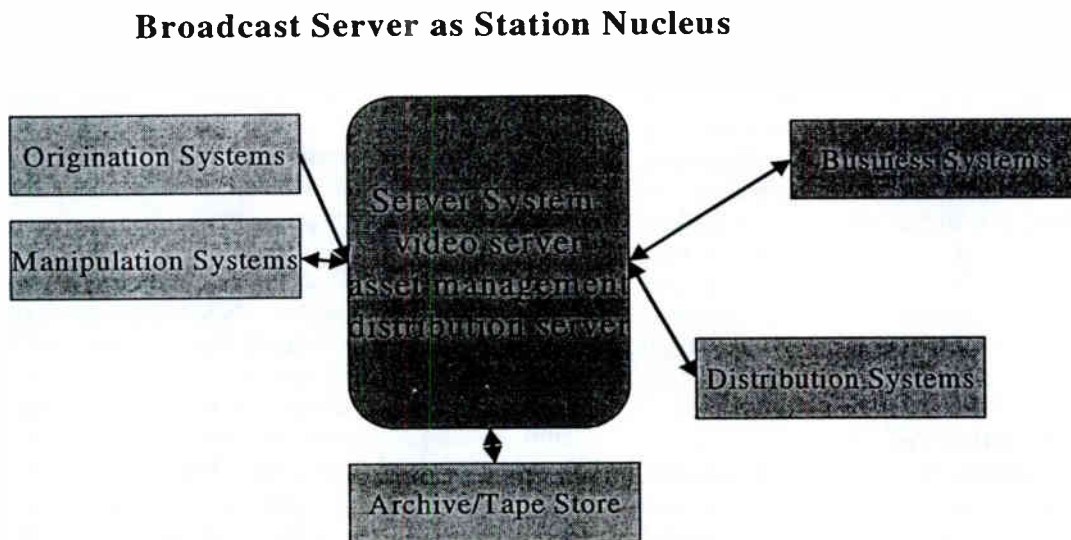 Broadcast Server as Station Nucleus
Origination Systems
Manipulation Systems
Server System
video server
asset management
distribution server
Business Systems
Distribution Systems
Archive/Tape Store